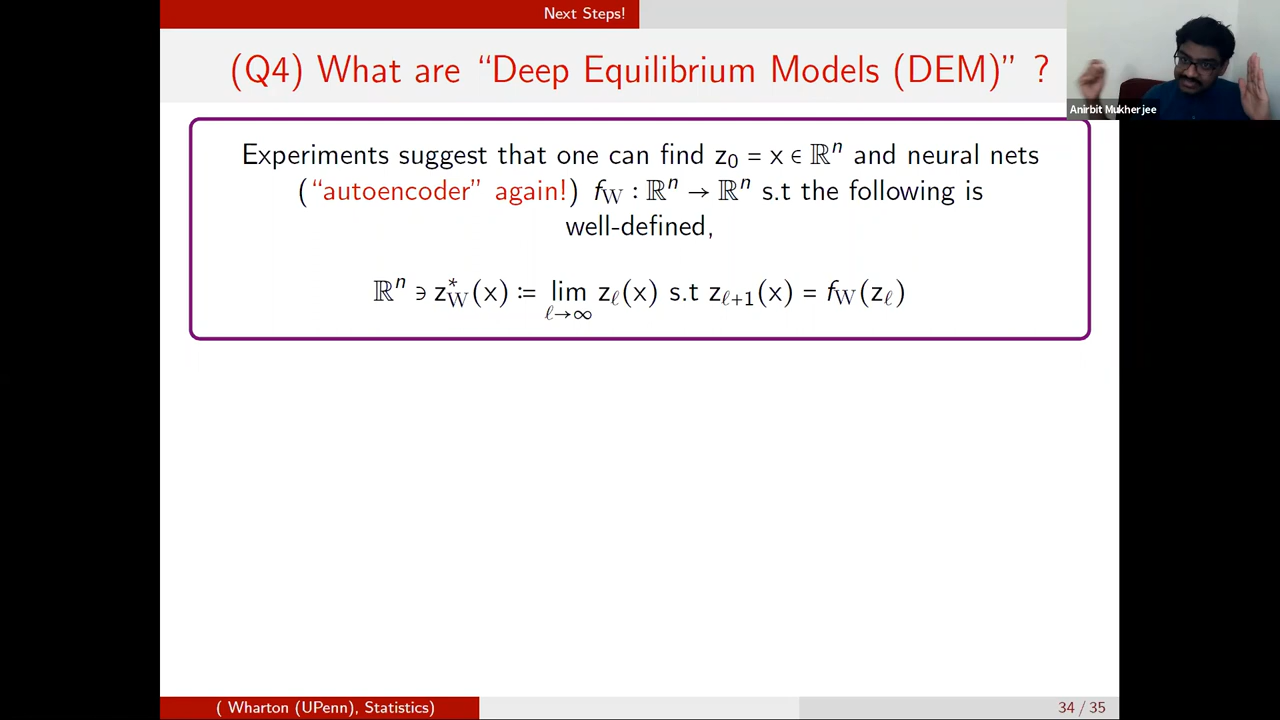 Next Steps!
(Q4) What are “Deep Equilibrium Models (DEM)” ?
Anirbit Mukherjee
Experiments suggest that one can find z₀ = x ∈ ℝⁿ and neural nets
(“autoencoder” again!) f_W : ℝⁿ → ℝⁿ s.t the following is
well-defined,
ℝⁿ ∋ z*_W(x) ≔ lim_{ℓ→∞} z_ℓ(x) s.t z_{ℓ+1}(x) = f_W(z_ℓ)
( Wharton (UPenn), Statistics)
34 / 35